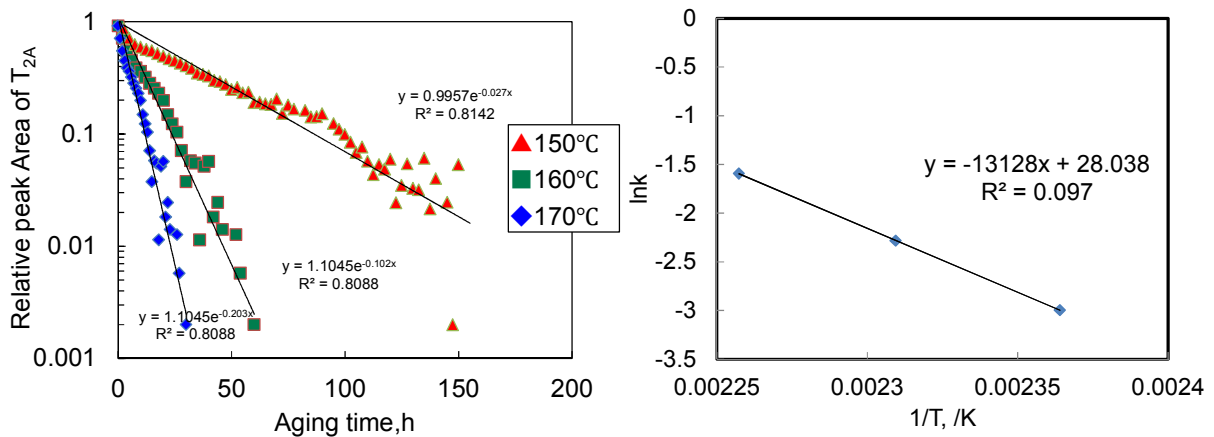 1
0.1
0.01
0.001
Relative peak Area of T2A
0
50
100
150
200
Aging time,h
y = 0.9957e-0.027x
R² = 0.8142
150℃
160℃
170℃
y = 1.1045e-0.102x
R² = 0.8088
y = 1.1045e-0.203x
R² = 0.8088
0
-0.5
-1
-1.5
-2
-2.5
-3
-3.5
lnk
y = -13128x + 28.038
R² = 0.097
0.00225
0.0023
0.00235
0.0024
1/T, /K